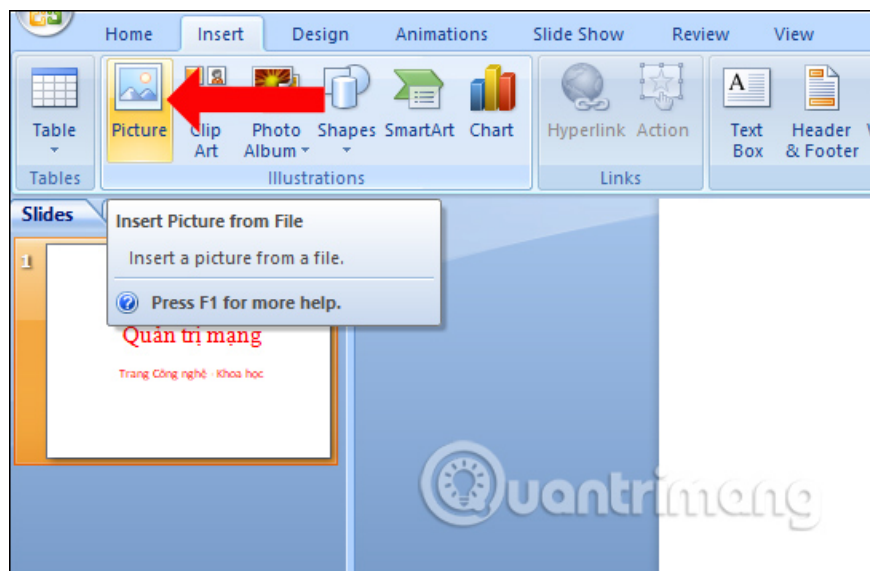 Home Insert Design Animations Slide Show Review View
Table Picture Clip Art Photo Album Shapes SmartArt Chart Hyperlink Action Text Box Header & Footer
Tables Illustrations Links
Slides
Insert Picture from File
Insert a picture from a file.
Press F1 for more help.
1
Quản trị mạng
Trang Công nghệ - Khoa học
Quantrimang